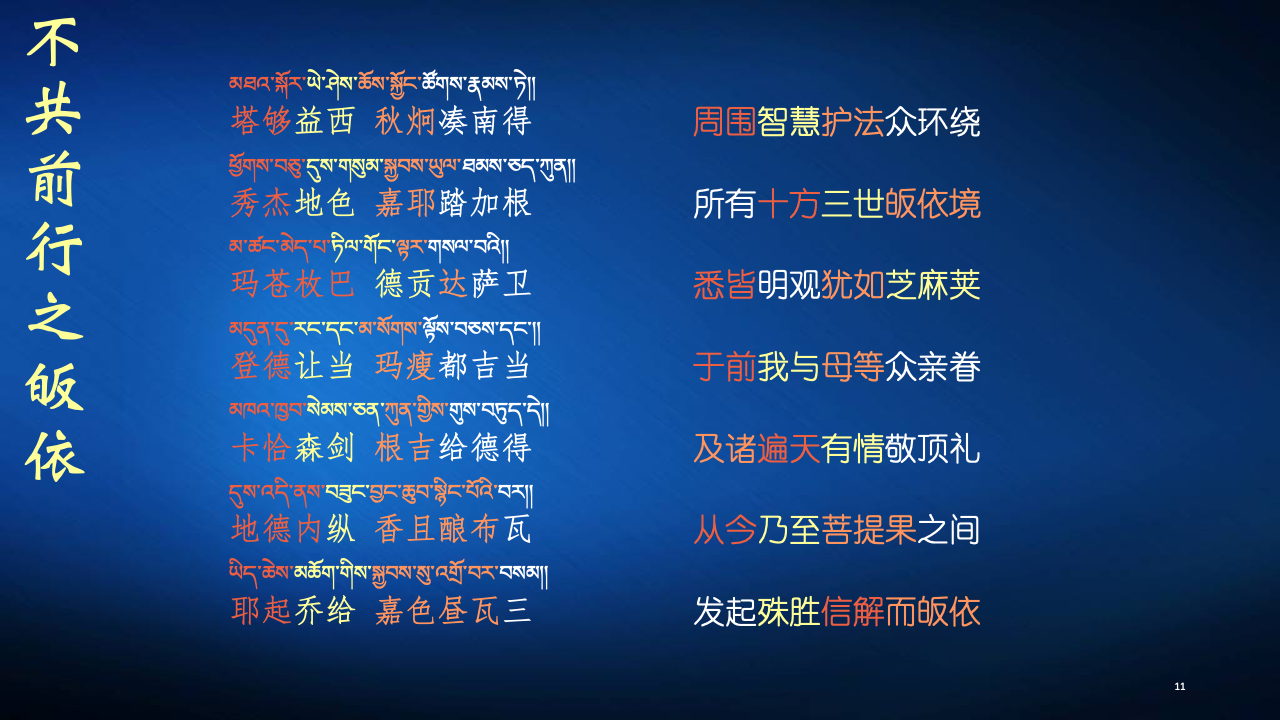 不共前行之皈依
མཐའ་སྐོར་ཡེ་ཤེས་ཆོས་སྐྱོང་ཚོགས་རྣམས་ཏེ།།
塔够益西 秋炯凑南得
周围智慧护法众环绕
ཕྱོགས་བཅུ་དུས་གསུམ་སྐྱབས་ཡུལ་ཐམས་ཅད་ཀུན།།
秀杰地色 嘉耶踏加根
所有十方三世皈依境
མ་ཚང་མེད་པ་ཏིལ་གོང་ལྟར་གསལ་བའི།།
玛苍枚巴 德贡达萨卫
悉皆明观犹如芝麻荚
མདུན་དུ་རང་དང་མ་སོགས་ལྟོས་བཅས་དང་།།
登德让当 玛瘦都吉当
于前我与母等众亲眷
མཁའ་ཁྱབ་སེམས་ཅན་ཀུན་གྱིས་གུས་བཏུད་དེ།།
卡恰森剑 根吉给德得
及诸遍天有情敬顶礼
དུས་འདི་ནས་བཟུང་བྱང་ཆུབ་སྙིང་པོའི་བར།།
地德内纵 香且酿布瓦
从今乃至菩提果之间
ཡིད་ཆེས་མཆོག་གིས་སྐྱབས་སུ་འགྲོ་བར་བསམ།།
耶起乔给 嘉色昼瓦三
发起殊胜信解而皈依
11